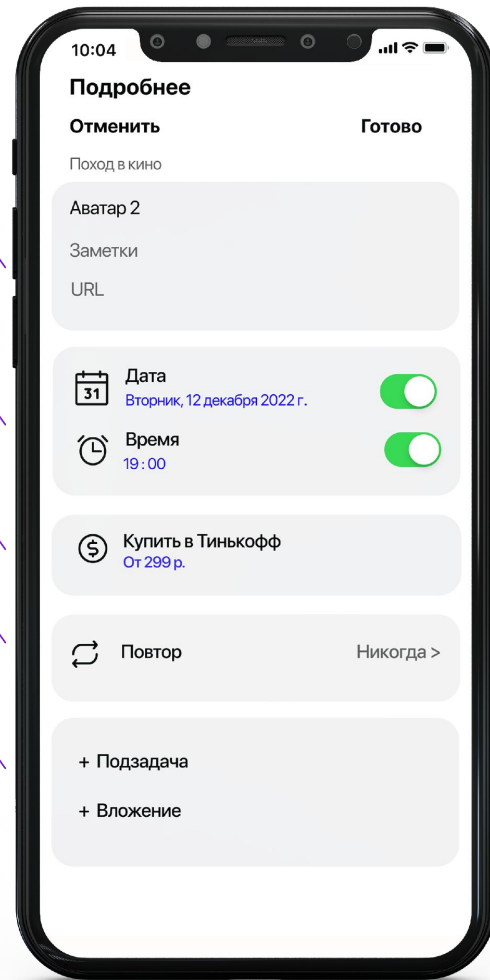 10:04
Подробнее
Отменить Готово
Поход в кино
Аватар 2
Заметки
URL
31 Дата
Вторник, 12 декабря 2022 г.
Время
19 : 00
$ Купить в Тинькофф
От 299 р.
Повтор Никогда >
+ Подзадача
+ Вложение